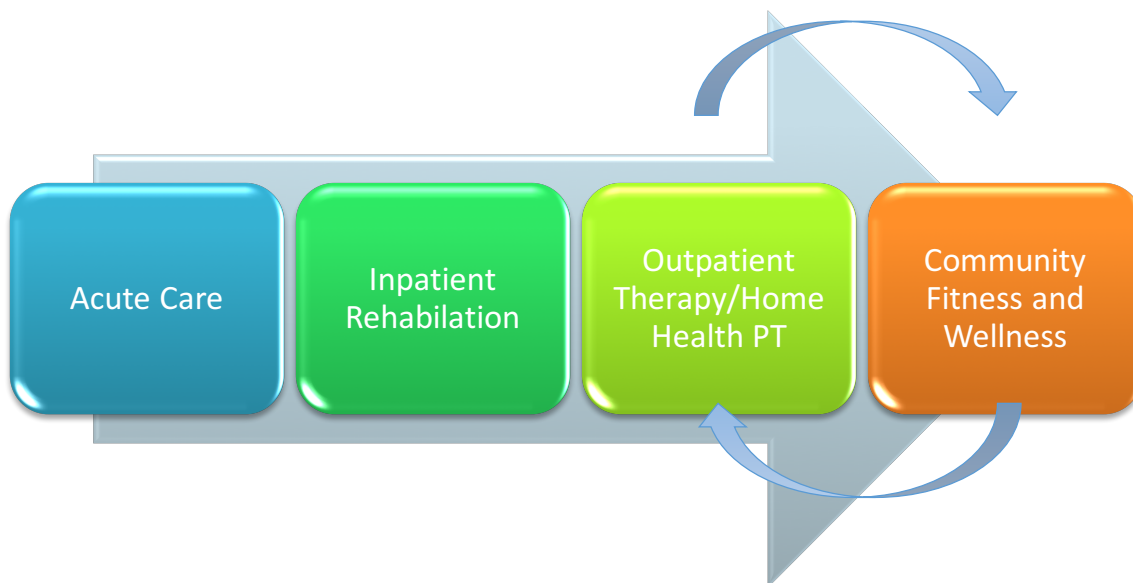 Acute Care
Inpatient
Rehabilation
Outpatient
Therapy/Home
Health PT
Community
Fitness and
Wellness